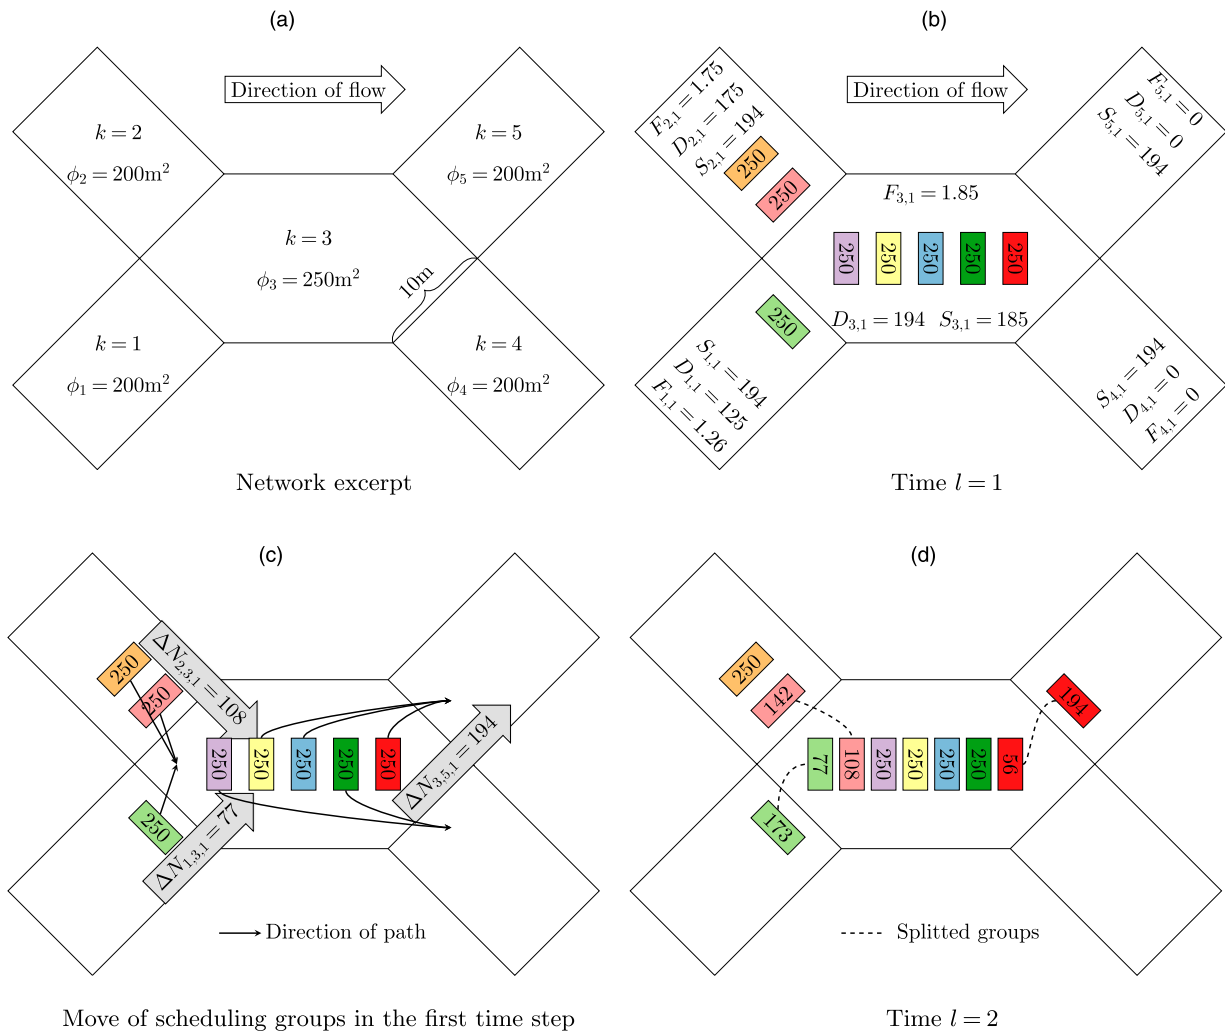 (a)
Direction of flow
k = 2
ϕ₂ = 200m²
k = 5
ϕ₅ = 200m²
k = 3
ϕ₃ = 250m²
10m
k = 1
ϕ₁ = 200m²
k = 4
ϕ₄ = 200m²
Network excerpt
(b)
Direction of flow
F₂,₁ = 1.75
D₂,₁ = 175
S₂,₁ = 194
250
250
F₅,₁ = 0
D₅,₁ = 0
S₅,₁ = 194
F₃,₁ = 1.85
250
250
250
250
250
D₃,₁ = 194 S₃,₁ = 185
250
S₁,₁ = 194
D₁,₁ = 125
F₁,₁ = 1.26
S₄,₁ = 194
D₄,₁ = 0
F₄,₁ = 0
Time l = 1
(c)
250
250
ΔN₂,₃,₁ = 108
250
250
250
250
250
ΔN₃,₅,₁ = 194
250
ΔN₁,₃,₁ = 77
Direction of path
Move of scheduling groups in the first time step
(d)
250
142
194
77
108
250
250
250
250
56
173
Splitted groups
Time l = 2